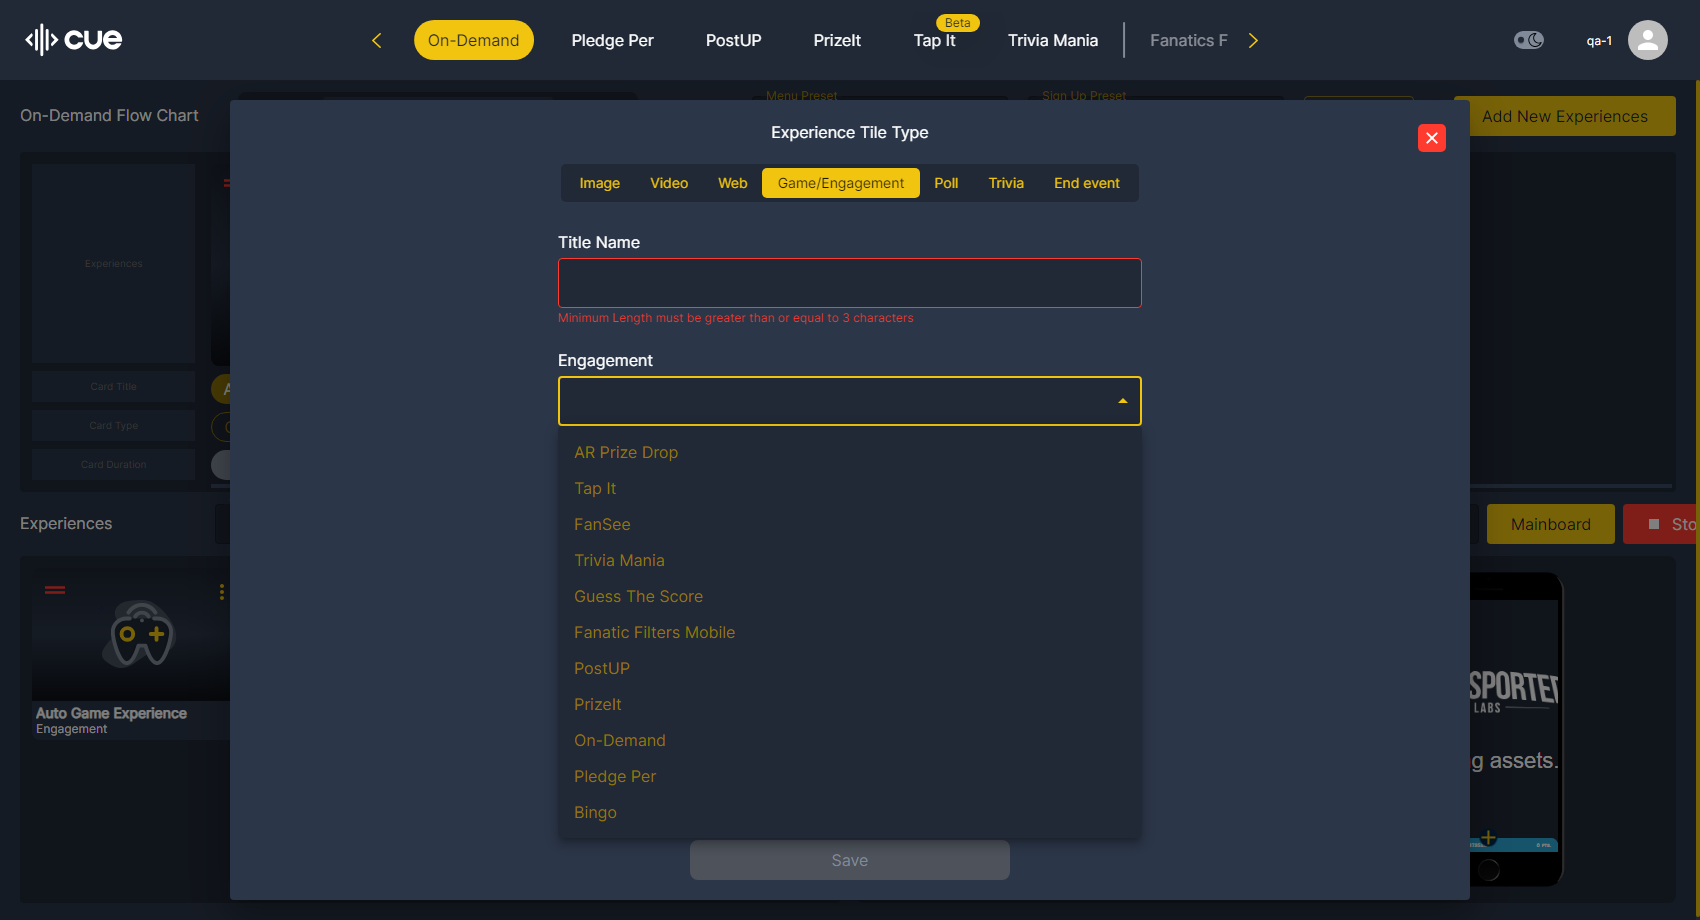 cue
On-Demand
Pledge Per
PostUP
PrizeIt
Beta
Tap It
Trivia Mania
Fanatics F
qa-1
On-Demand Flow Chart
Menu Preset
Sign Up Preset
Add New Experiences
Experience Tile Type
Image
Video
Web
Game/Engagement
Poll
Trivia
End event
Title Name
Minimum Length must be greater than or equal to 3 characters
Engagement
AR Prize Drop
Tap It
FanSee
Trivia Mania
Guess The Score
Fanatic Filters Mobile
PostUP
PrizeIt
On-Demand
Pledge Per
Bingo
Save
Experiences
Card Title
A
Card Type
Card Duration
Experiences
Mainboard
Sto
Auto Game Experience
Engagement
SPORTE
LABS
g assets.
0 Pts.